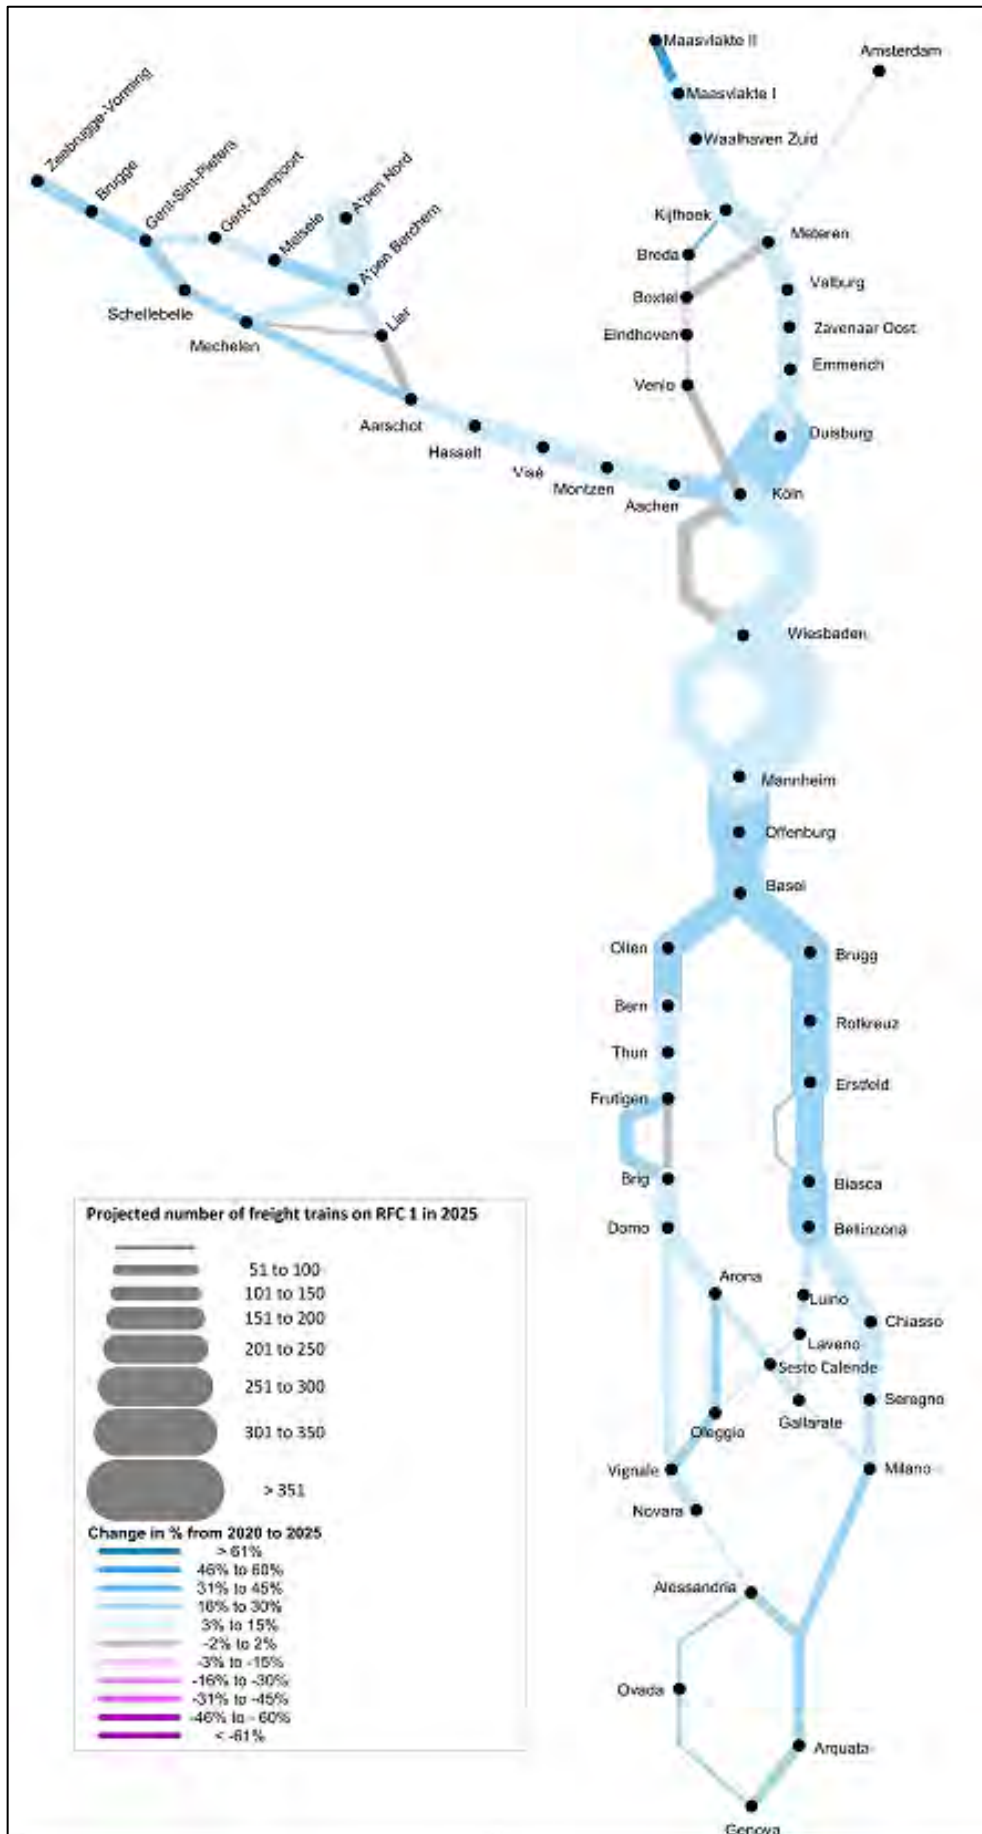 Maasvlakte II
Amsterdam
Maasvlakte I
Waalhaven Zuid
Zeebrugge-Vorming
Brugge
Gent-Sint-Pieters
Gent-Dampoort
Melsele
A'pen Nord
A'pen Berchem
Lier
Schellebelle
Mechelen
Aarschot
Hasselt
Visé
Montzen
Aachen
Kijfhoek
Meteren
Breda
Valburg
Boxtel
Zavenaar Oost
Eindhoven
Emmerich
Venlo
Duisburg
Köln
Wiesbaden
Mannheim
Offenburg
Basel
Olten
Brugg
Bern
Rotkreuz
Thun
Erstfeld
Frutigen
Brig
Biasca
Domo
Bellinzona
Arona
Luino
Chiasso
Laveno
Sesto Calende
Seregno
Gallarate
Oleggio
Vignale
Milano
Novara
Alessandria
Ovada
Arquata
Genova
Projected number of freight trains on RFC 1 in 2025
51 to 100
101 to 150
151 to 200
201 to 250
251 to 300
301 to 350
> 351
Change in % from 2020 to 2025
> 61%
46% to 60%
31% to 45%
16% to 30%
3% to 15%
-2% to 2%
-3% to -15%
-16% to -30%
-31% to -45%
-46% to - 60%
< -61%